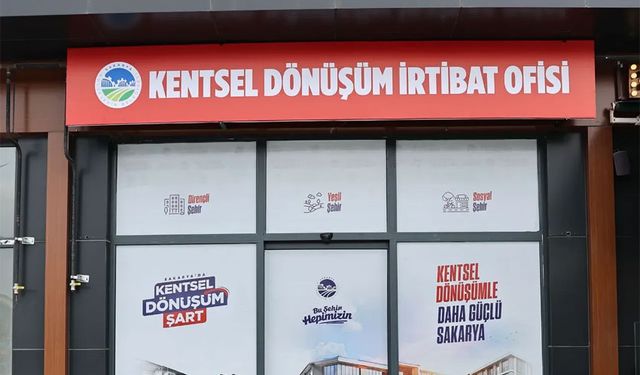 KENTSEL DÖNÜŞÜM İRTİBAT OFİSİ
Dirençli
Şehir
Yeşil
Şehir
Sosyal
Şehir
SAKARYA'DA
KENTSEL
DÖNÜŞÜM
ŞART
Bu Şehir
Hepimizin
KENTSEL
DÖNÜŞÜMLE
DAHA GÜÇLÜ
SAKARYA